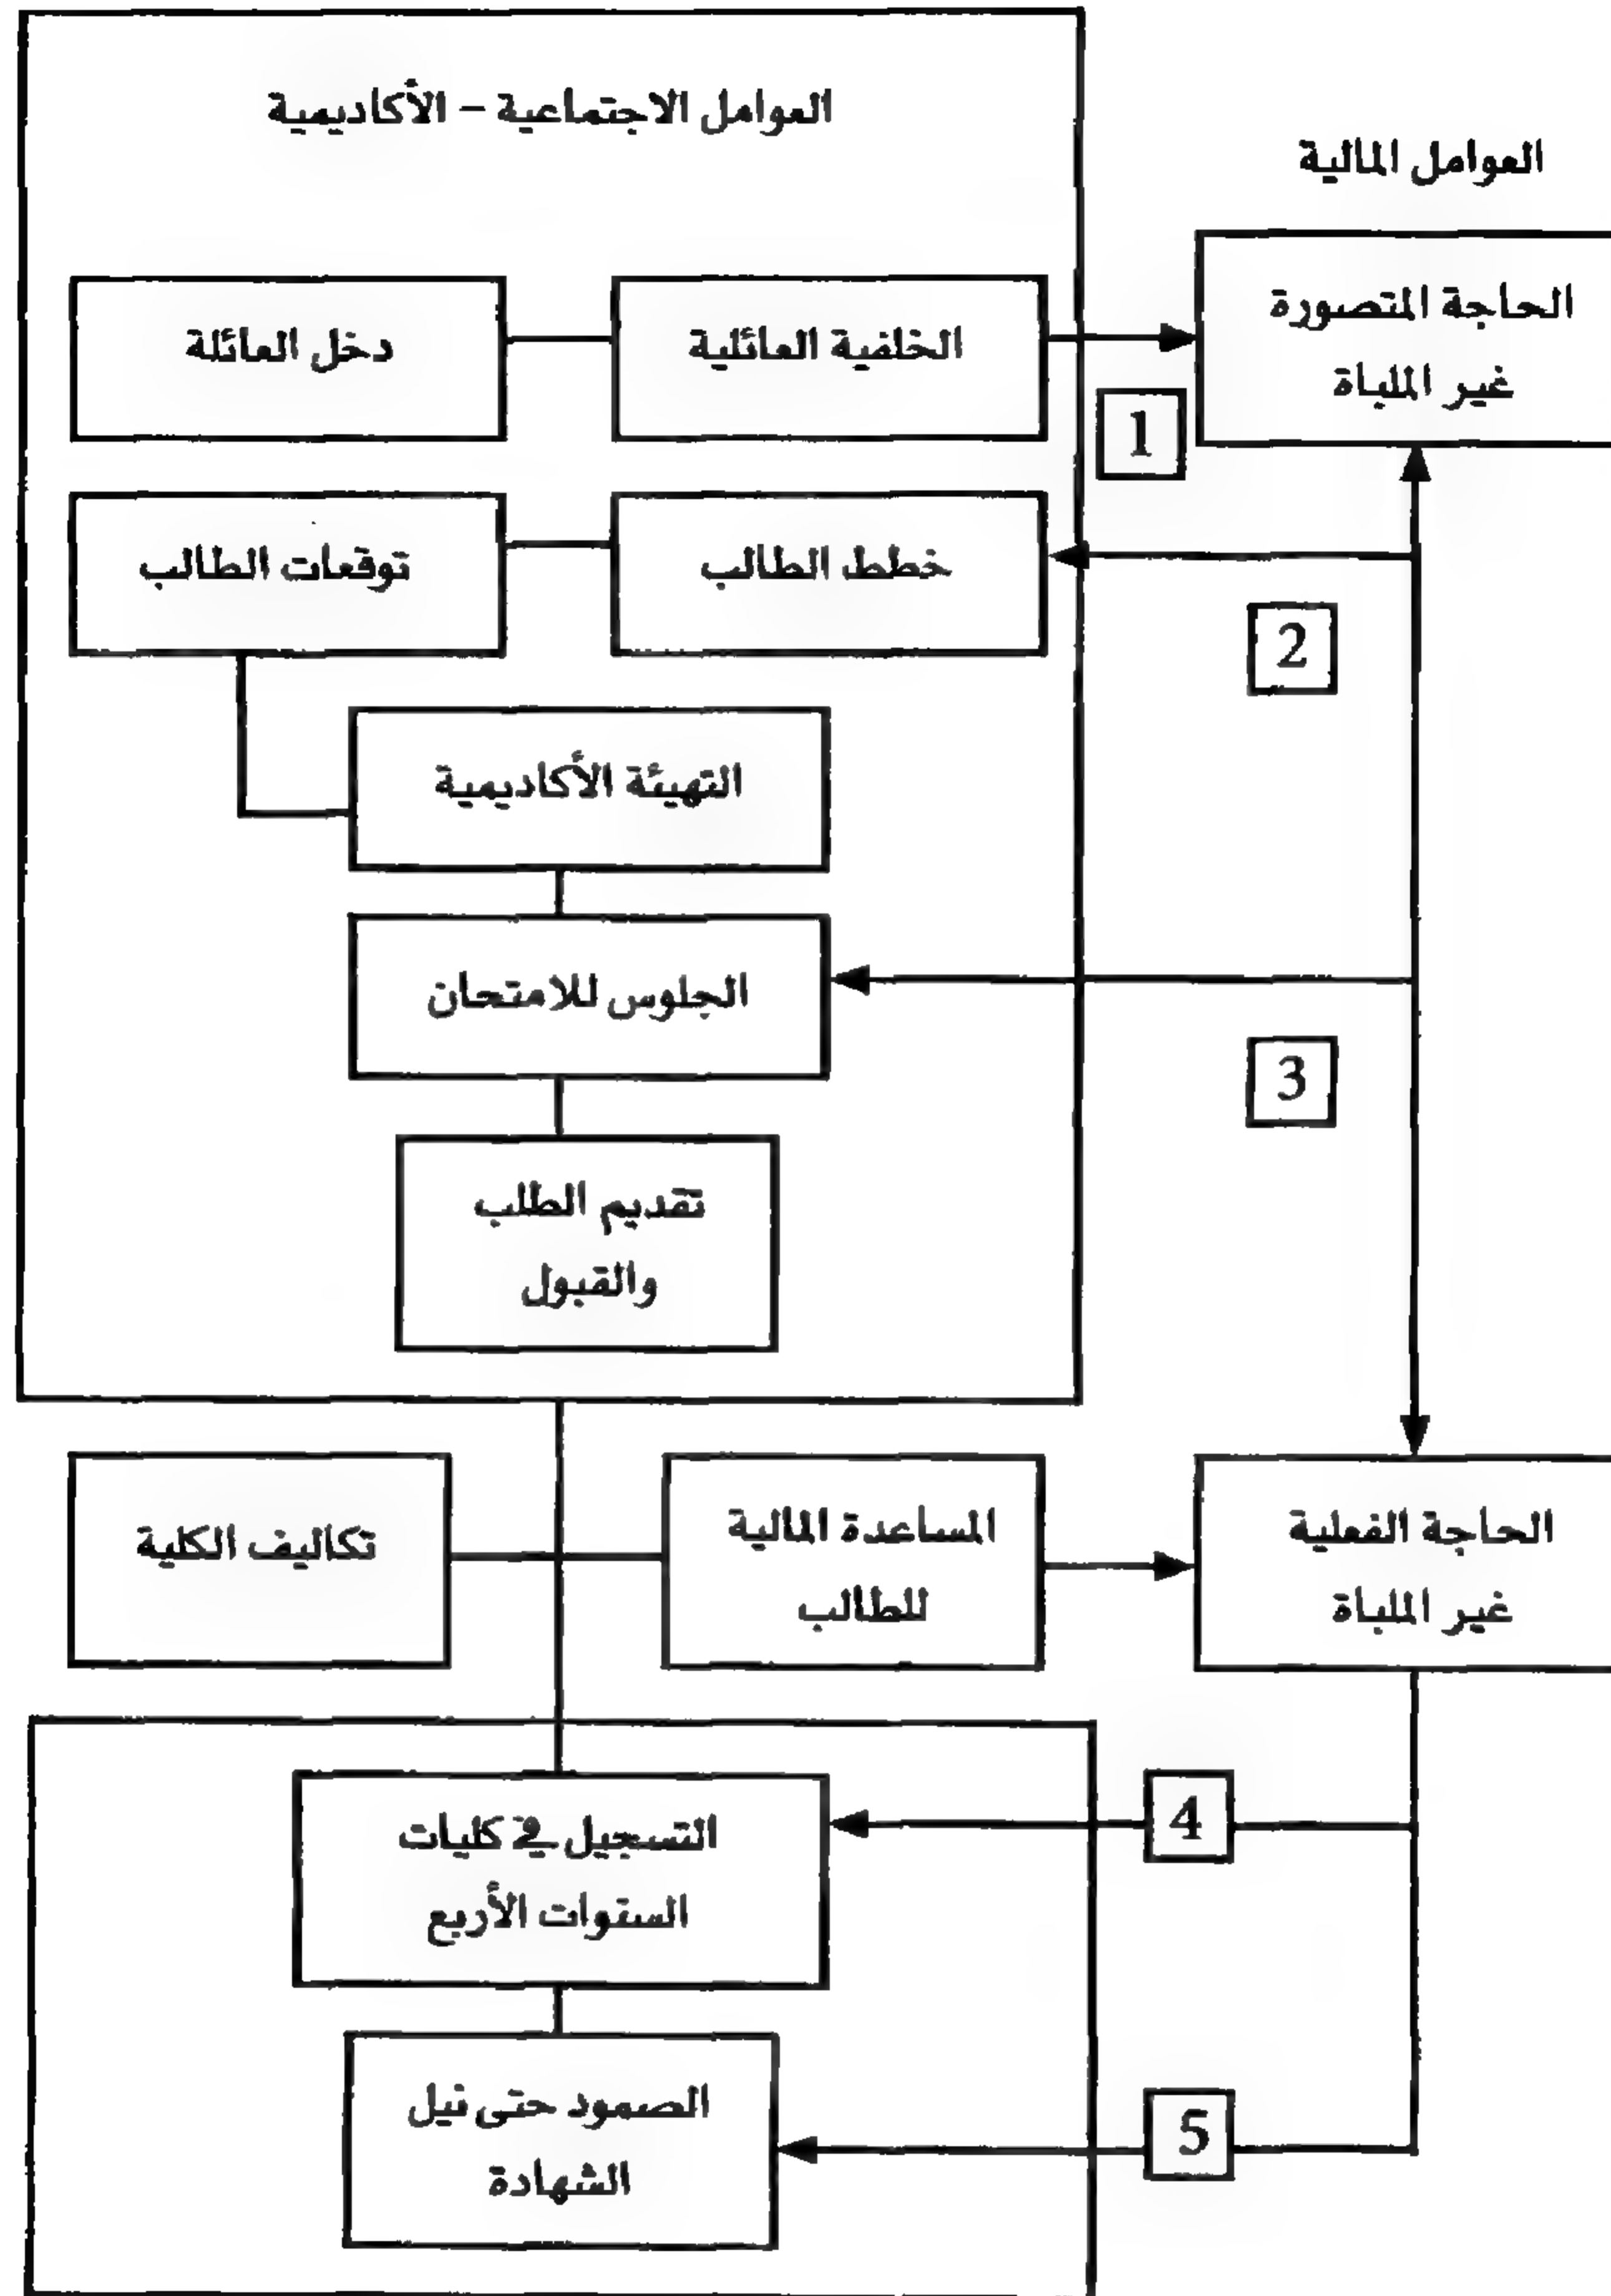 العوامل الاجتماعية – الأكاديمية
العوامل المالية
الحاجة المتصورة
غير الملباة
الخلفية العائلية
دخل العائلة
1
خطط الطالب
توقعات الطالب
2
التهيئة الأكاديمية
الجلوس للامتحان
3
تقديم الطلب
والقبول
الحاجة الفعلية
غير الملباة
المساعدة المالية
للطالب
تكاليف الكلية
4
التسجيل في كليات
السنوات الأربع
5
الصمود حتى نيل
الشهادة